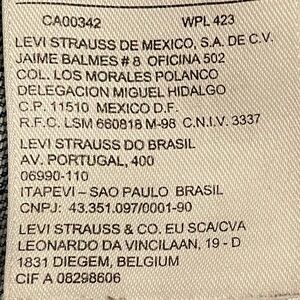 CA00342 WPL 423
LEVI STRAUSS DE MEXICO, S.A. DE C.V.
JAIME BALMES # 8 OFICINA 502
COL. LOS MORALES POLANCO
DELEGACION MIGUEL HIDALGO
C.P. 11510 MEXICO D.F.
R.F.C. LSM 660818 M-98 C.N.I.V. 3337
LEVI STRAUSS DO BRASIL
AV. PORTUGAL, 400
06990-110
ITAPEVI – SAO PAULO BRASIL
CNPJ: 43.351.097/0001-90
LEVI STRAUSS & CO. EU SCA/CVA
LEONARDO DA VINCILAAN, 19 - D
1831 DIEGEM, BELGIUM
CIF A 08298606